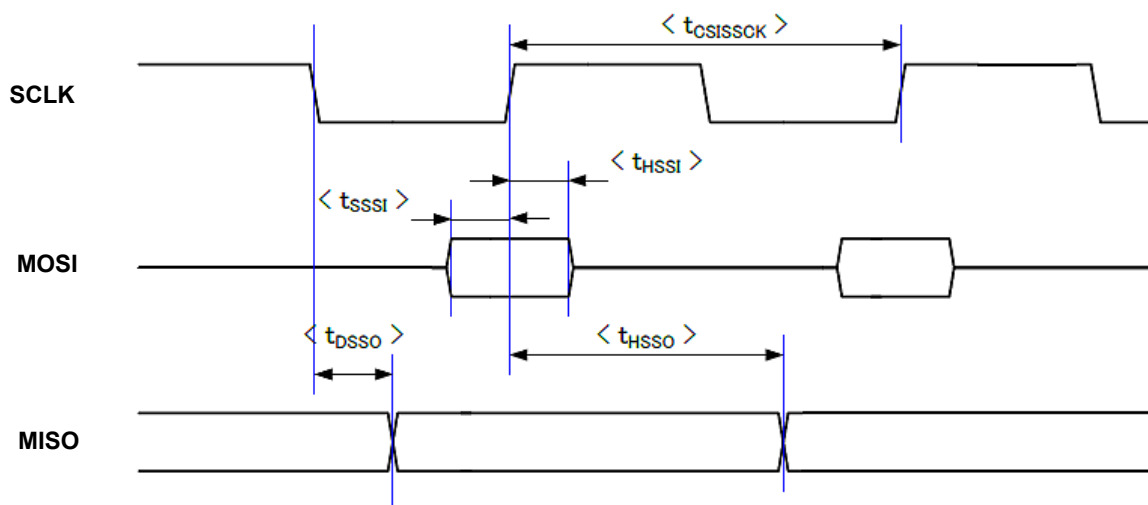 < tCSISSCK >
SCLK
< tHSSI >
< tSSSI >
MOSI
< tDSSO >
< tHSSO >
MISO